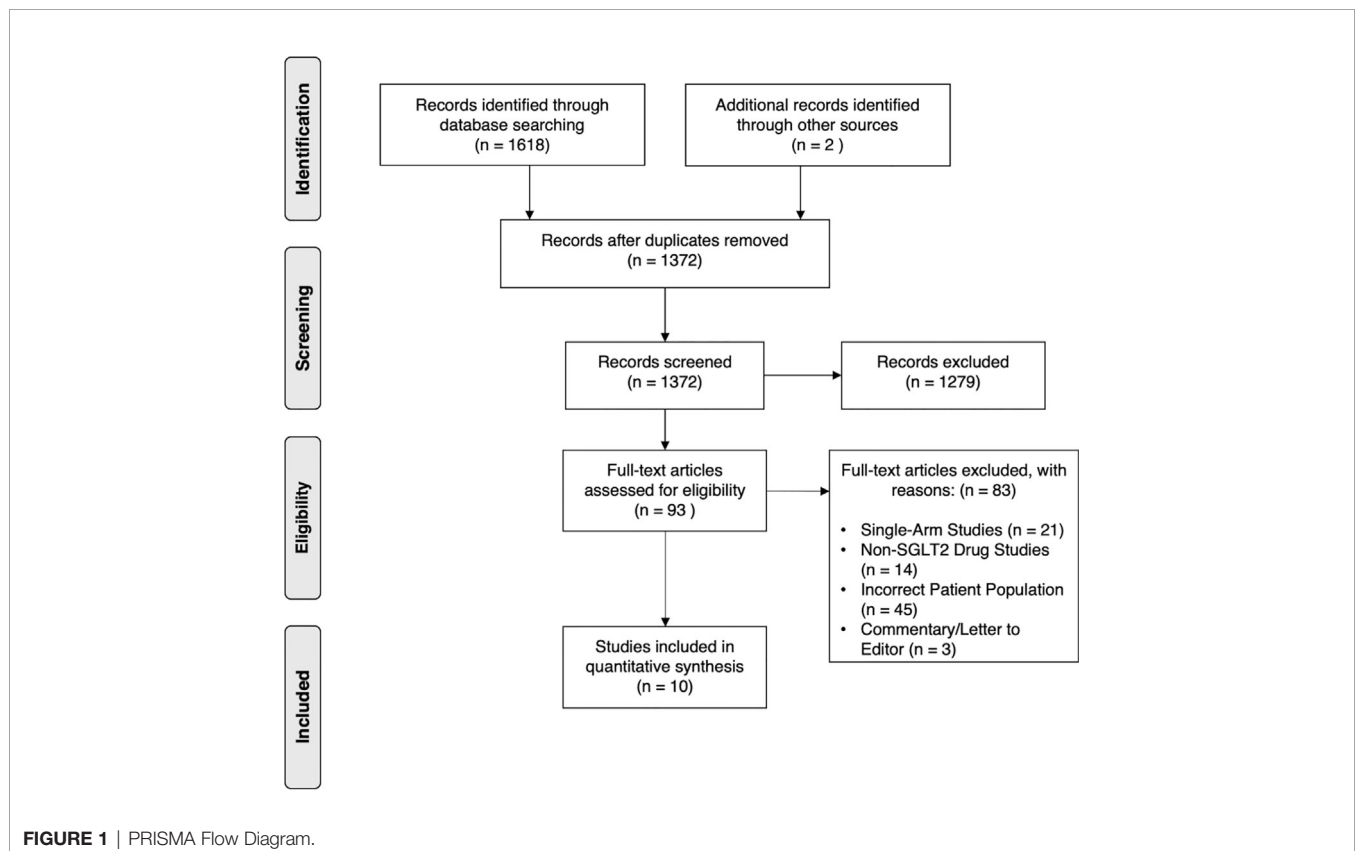 Identification
Records identified through
database searching
(n = 1618)
Additional records identified
through other sources
(n = 2 )
Records after duplicates removed
(n = 1372)
Screening
Records screened
(n = 1372)
Records excluded
(n = 1279)
Eligibility
Full-text articles
assessed for eligibility
(n = 93 )
Full-text articles excluded, with
reasons: (n = 83)
• Single-Arm Studies (n = 21)
• Non-SGLT2 Drug Studies
(n = 14)
• Incorrect Patient Population
(n = 45)
• Commentary/Letter to
Editor (n = 3)
Included
Studies included in
quantitative synthesis
(n = 10)
FIGURE 1 | PRISMA Flow Diagram.